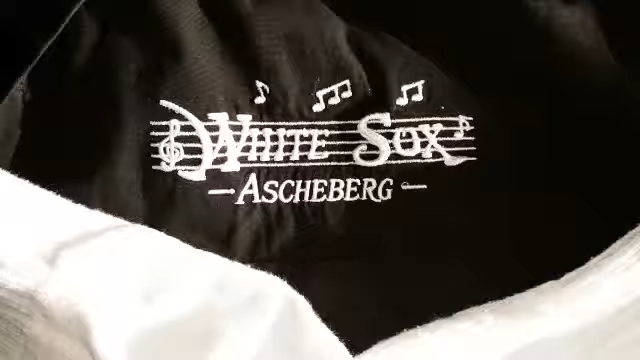 White Sox
— Ascheberg —